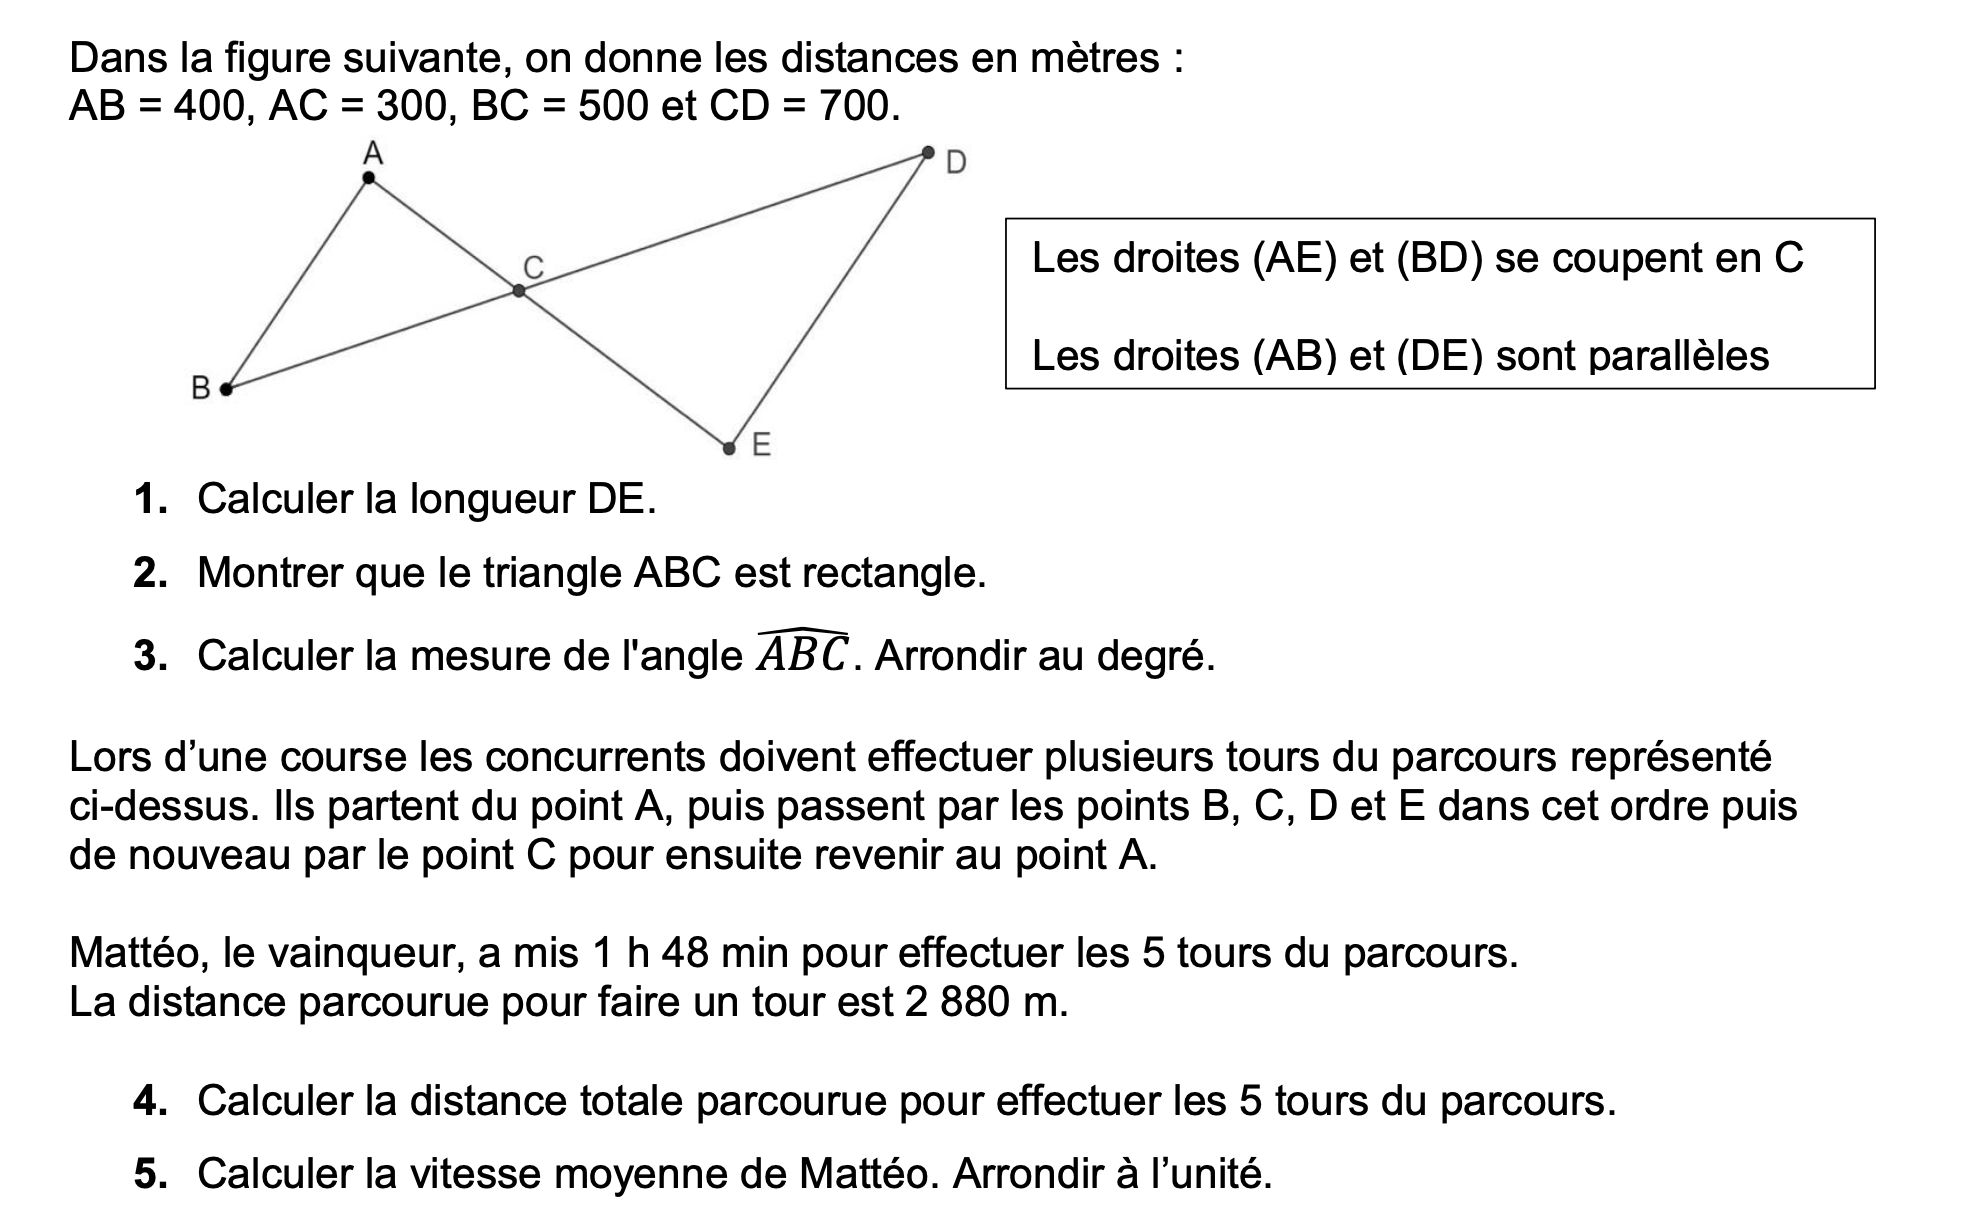 Dans la figure suivante, on donne les distances en mètres :
AB = 400, AC = 300, BC = 500 et CD = 700.
A
D
C
B
E
Les droites (AE) et (BD) se coupent en C
Les droites (AB) et (DE) sont parallèles
1. Calculer la longueur DE.
2. Montrer que le triangle ABC est rectangle.
3. Calculer la mesure de l'angle $\widehat{ABC}$. Arrondir au degré.
Lors d’une course les concurrents doivent effectuer plusieurs tours du parcours représenté
ci-dessus. Ils partent du point A, puis passent par les points B, C, D et E dans cet ordre puis
de nouveau par le point C pour ensuite revenir au point A.
Mattéo, le vainqueur, a mis 1 h 48 min pour effectuer les 5 tours du parcours.
La distance parcourue pour faire un tour est 2 880 m.
4. Calculer la distance totale parcourue pour effectuer les 5 tours du parcours.
5. Calculer la vitesse moyenne de Mattéo. Arrondir à l’unité.